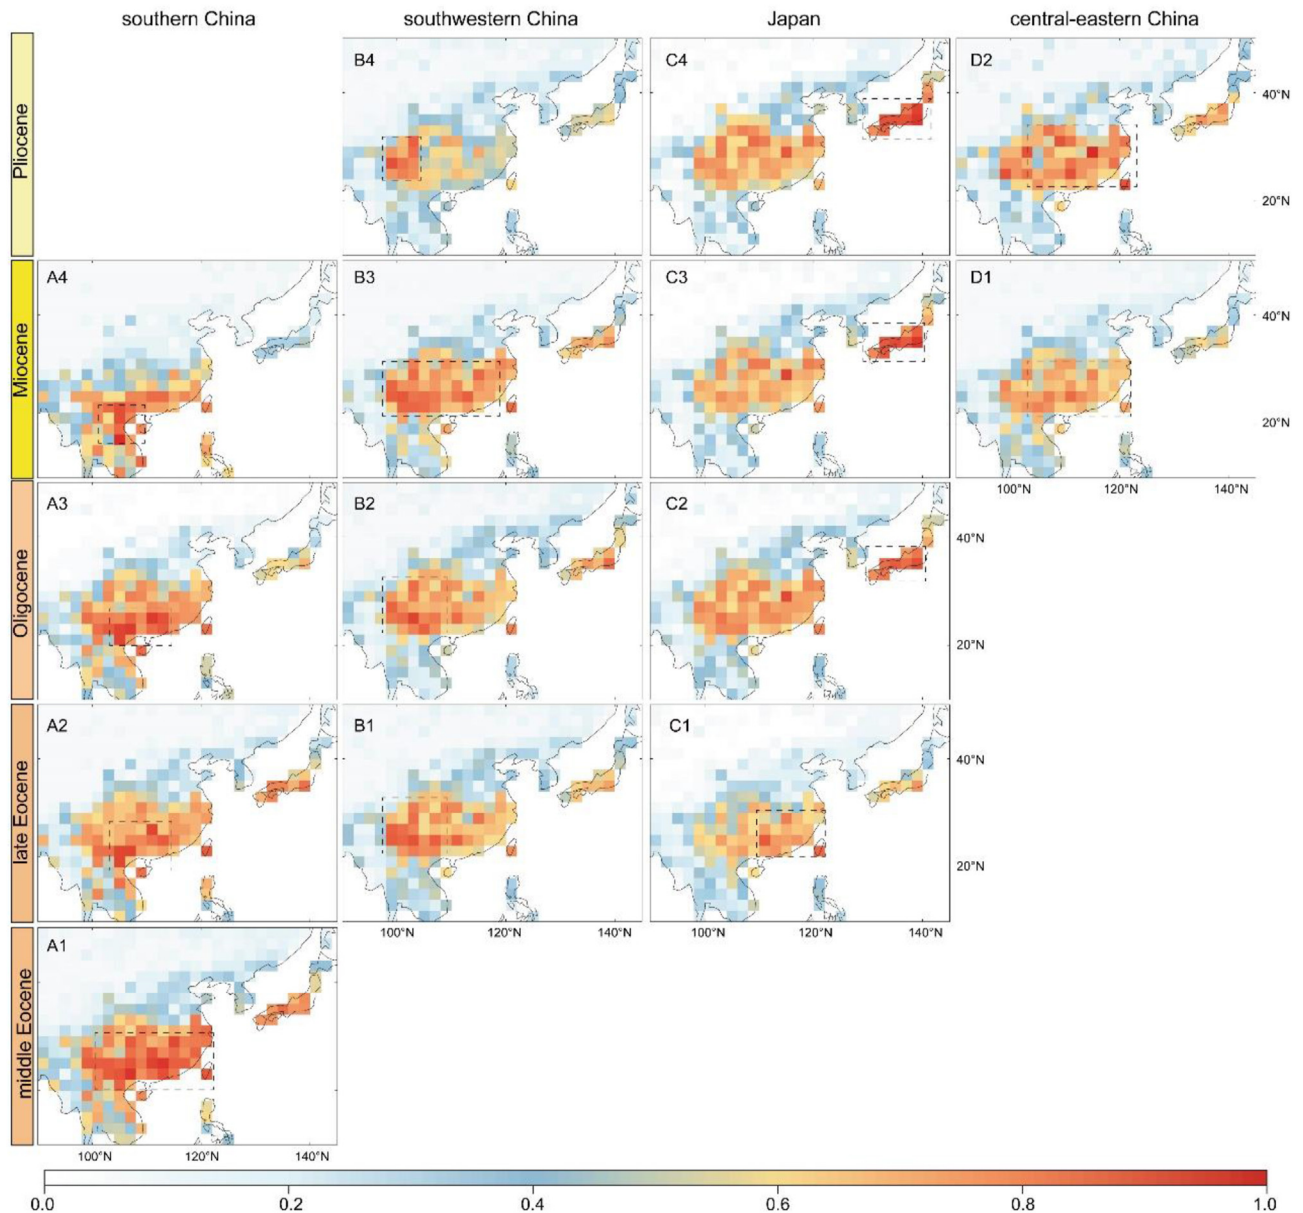 southern China southwestern China Japan central-eastern China
Pliocene
B4 C4 D2
40°N
20°N
Miocene
A4 B3 C3 D1
40°N
20°N
100°N 120°N 140°N
Oligocene
A3 B2 C2
40°N
20°N
late Eocene
A2 B1 C1
40°N
20°N
100°N 120°N 140°N 100°N 120°N 140°N
middle Eocene
A1
100°N 120°N 140°N
0.0 0.2 0.4 0.6 0.8 1.0